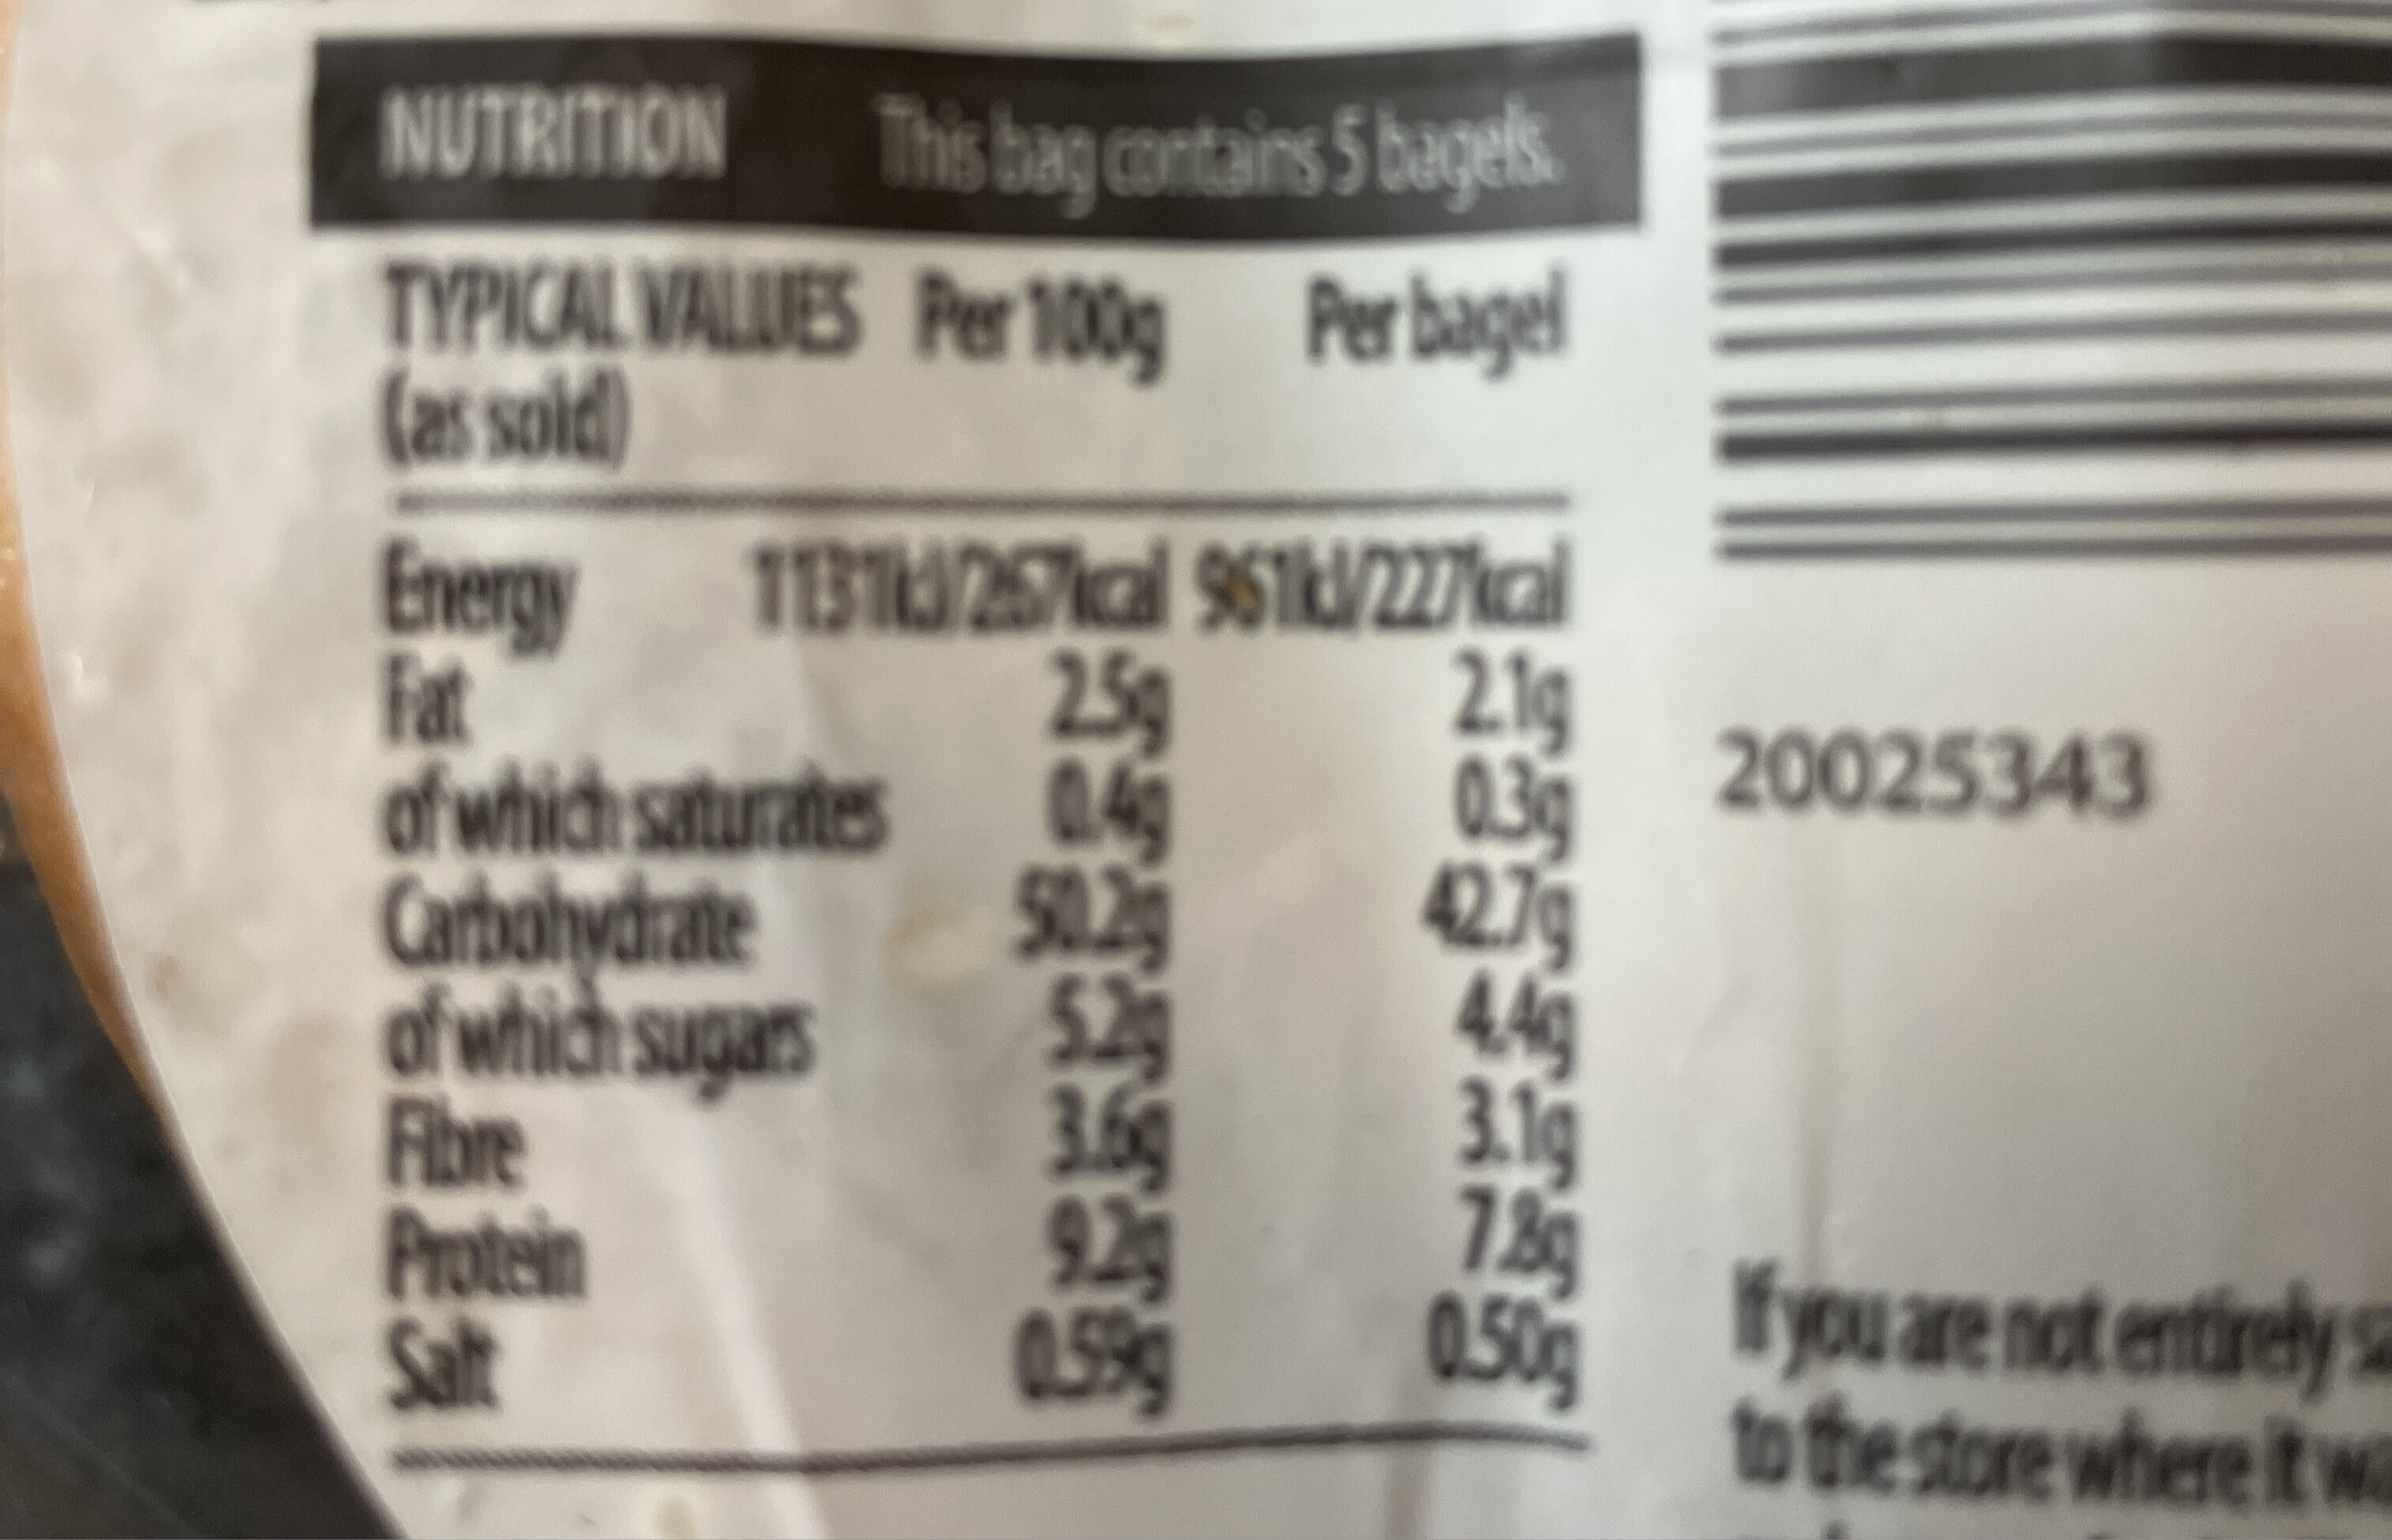 NUTRITION This bag contains 5 bagels.
TYPICAL VALUES Per 100g Per bagel
(as sold)
Energy 1131kJ/267kcal 961kJ/227kcal
Fat 2.5g 2.1g
of which saturates 0.4g 0.3g
Carbohydrate 50.2g 42.7g
of which sugars 5.2g 4.4g
Fibre 3.6g 3.1g
Protein 9.2g 7.8g
Salt 0.59g 0.50g
20025343
If you are not entirely
to the store where it